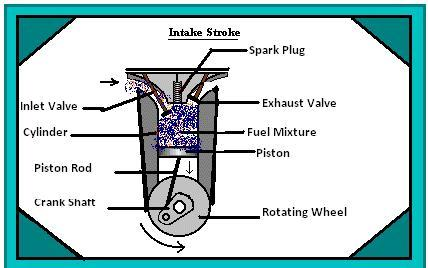 Intake Stroke
Spark Plug
Inlet Valve
Exhaust Valve
Cylinder
Fuel Mixture
Piston
Piston Rod
Crank Shaft
Rotating Wheel